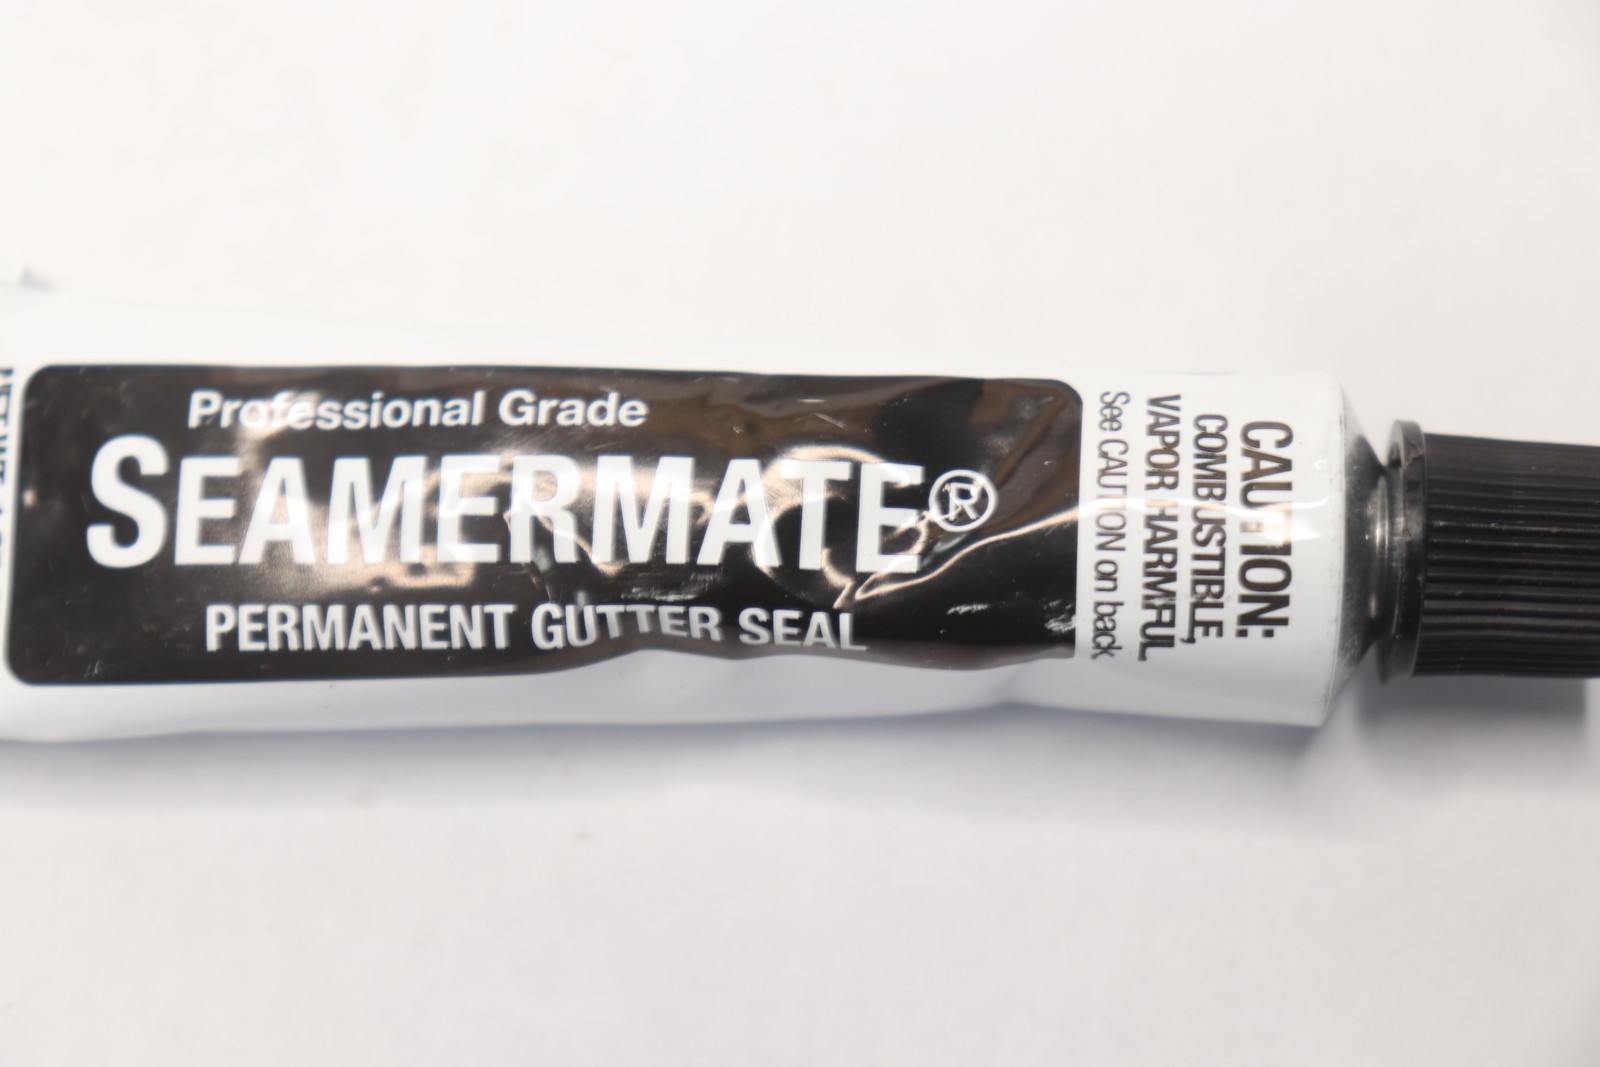 Professional Grade
SEAMERMATE®
PERMANENT GUTTER SEAL
CAUTION:
COMBUSTIBLE,
VAPOR HARMFUL
See CAUTION on back